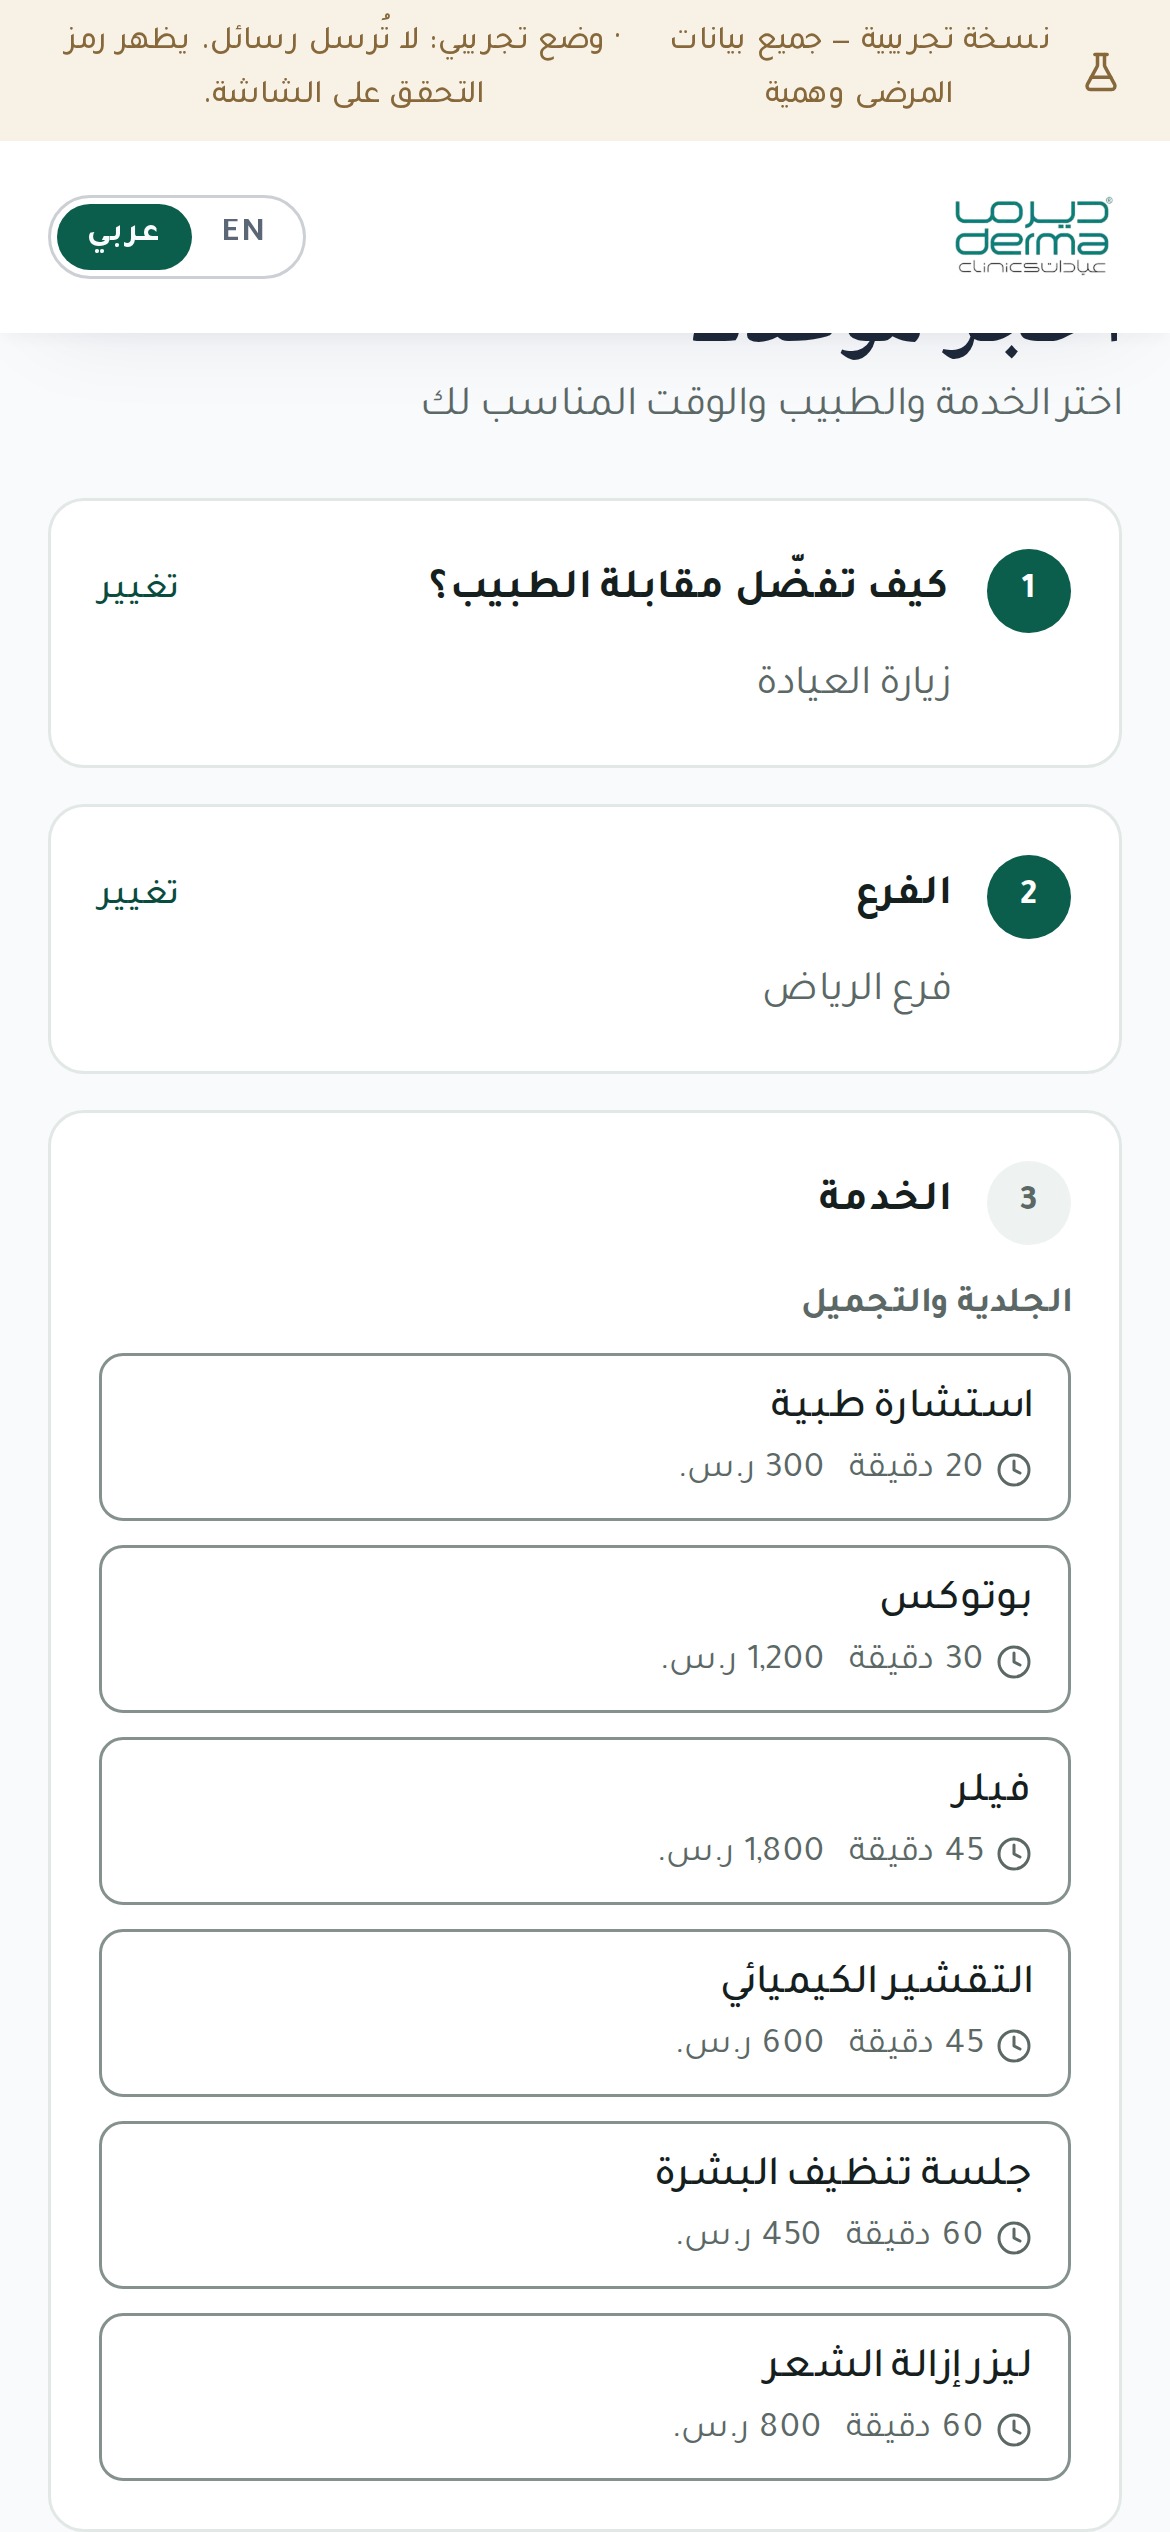 نسخة تجريبية – جميع بيانات المرضى وهمية
· وضع تجريبي: لا تُرسل رسائل. يظهر رمز التحقق على الشاشة.
ديرما
derma
clinics عيادات
EN
عربي
اختر الخدمة والطبيب والوقت المناسب لك
1
كيف تفضّل مقابلة الطبيب؟
تغيير
زيارة العيادة
2
الفرع
تغيير
فرع الرياض
3
الخدمة
الجلدية والتجميل
استشارة طبية
20 دقيقة 300 ر.س.
بوتوكس
30 دقيقة 1,200 ر.س.
فيلر
45 دقيقة 1,800 ر.س.
التقشير الكيميائي
45 دقيقة 600 ر.س.
جلسة تنظيف البشرة
60 دقيقة 450 ر.س.
ليزر إزالة الشعر
60 دقيقة 800 ر.س.